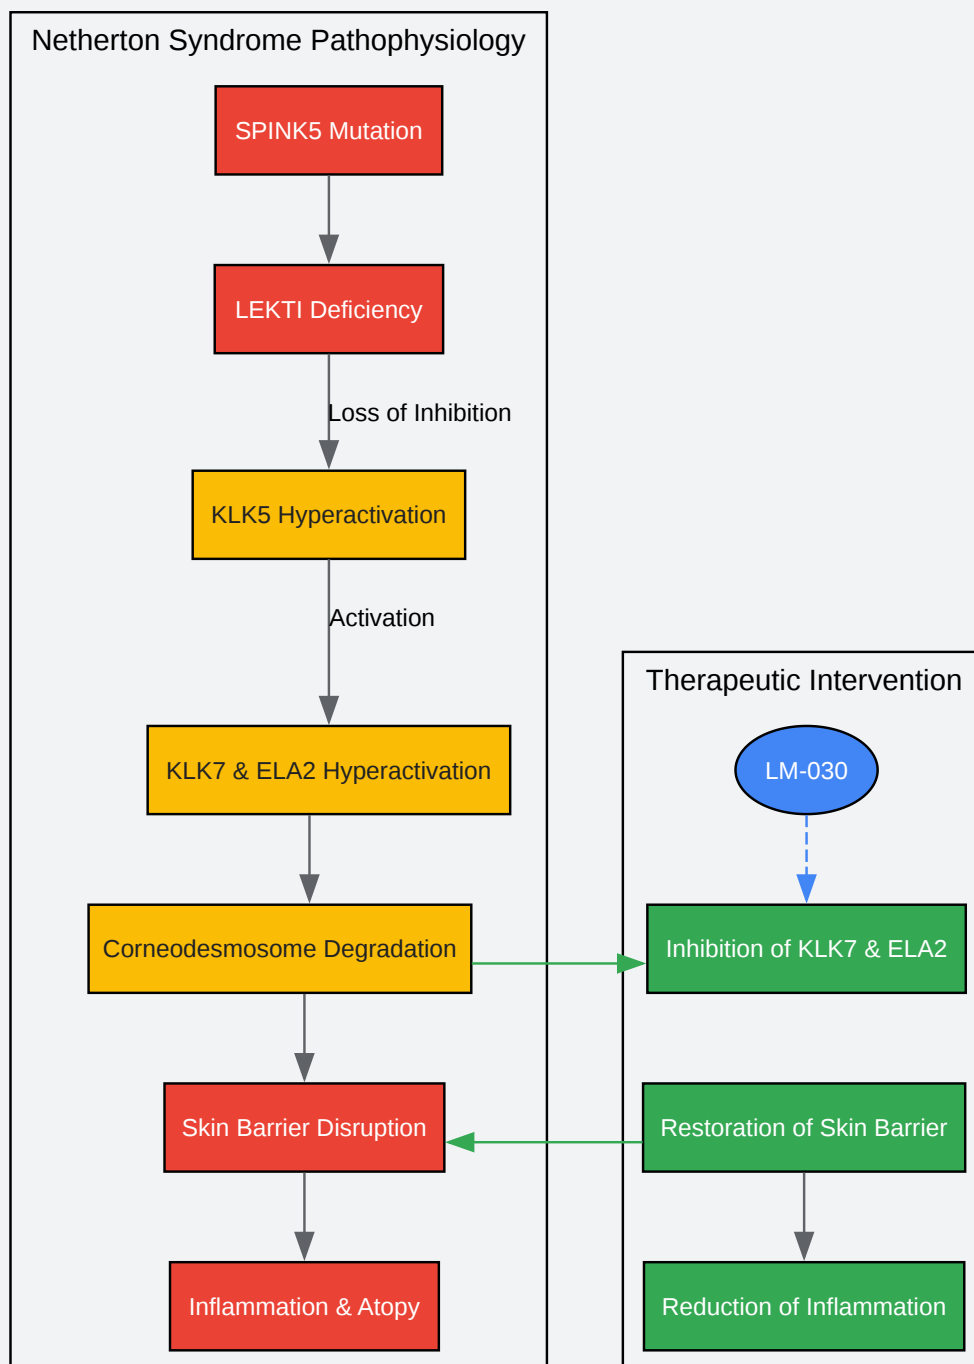 Netherton Syndrome Pathophysiology
SPINK5 Mutation
LEKTI Deficiency
Loss of Inhibition
KLK5 Hyperactivation
Activation
KLK7 & ELA2 Hyperactivation
Corneodesmosome Degradation
Skin Barrier Disruption
Inflammation & Atopy
Therapeutic Intervention
LM-030
Inhibition of KLK7 & ELA2
Restoration of Skin Barrier
Reduction of Inflammation